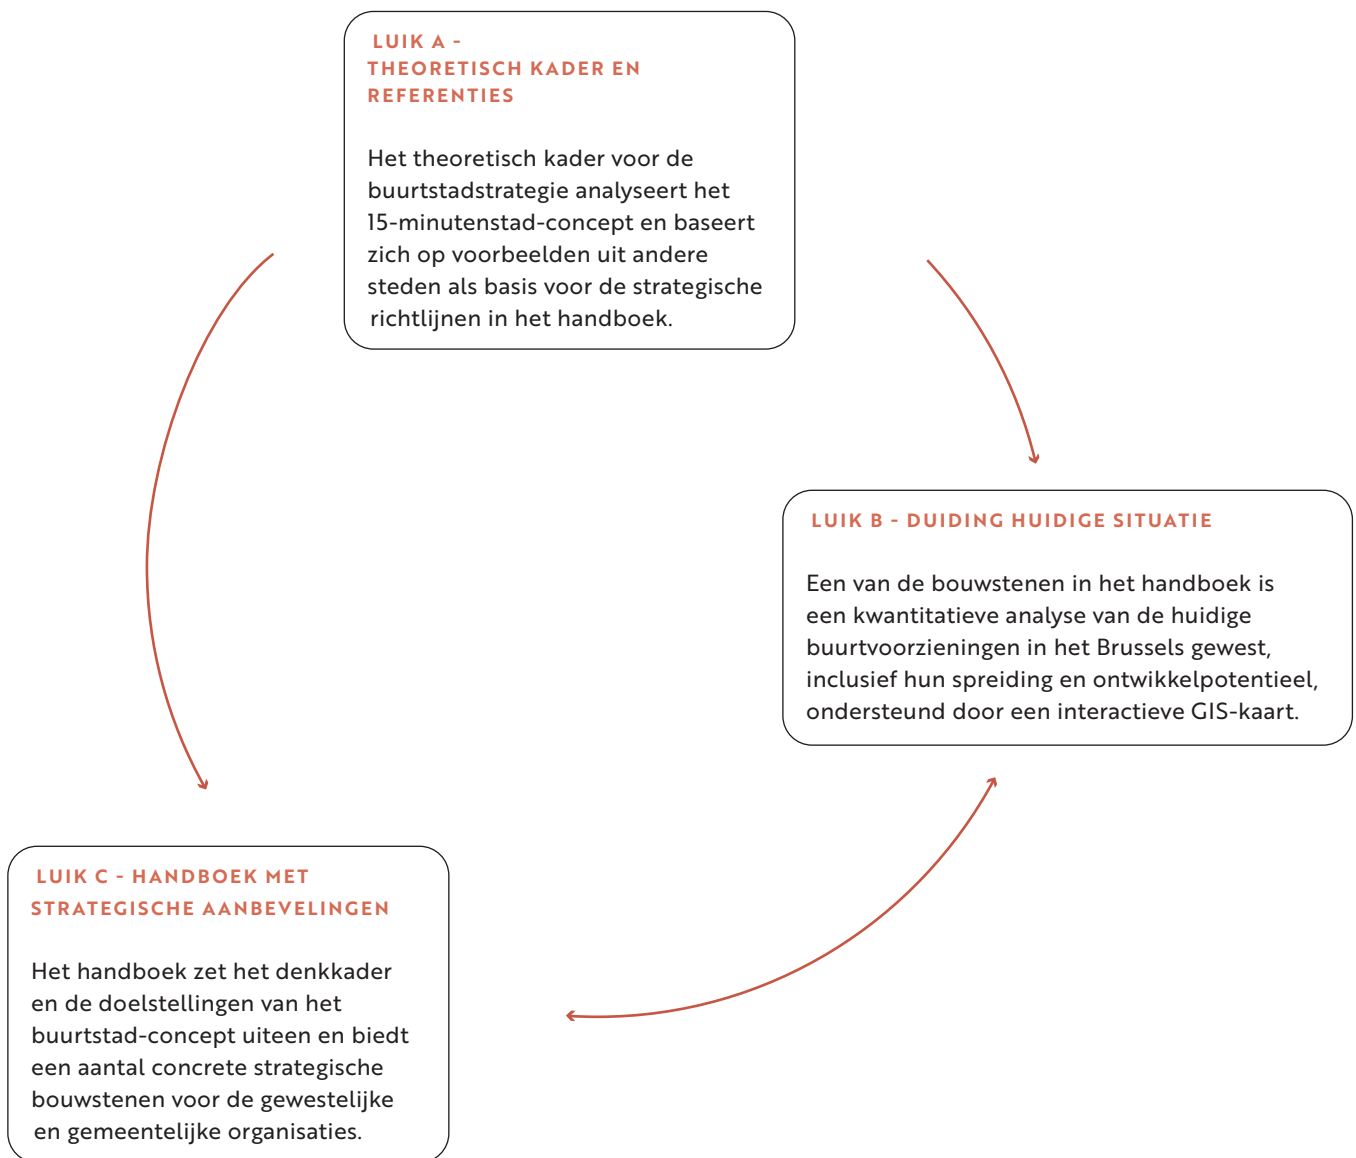 LUIK A -
THEORETISCH KADER EN
REFERENTIES
Het theoretisch kader voor de
buurtstadstrategie analyseert het
15-minutenstad-concept en baseert
zich op voorbeelden uit andere
steden als basis voor de strategische
richtlijnen in het handboek.
LUIK B - DUIDING HUIDIGE SITUATIE
Een van de bouwstenen in het handboek is
een kwantitatieve analyse van de huidige
buurtvoorzieningen in het Brussels gewest,
inclusief hun spreiding en ontwikkelpotentieel,
ondersteund door een interactieve GIS-kaart.
LUIK C - HANDBOEK MET
STRATEGISCHE AANBEVELINGEN
Het handboek zet het denkkader
en de doelstellingen van het
buurtstad-concept uiteen en biedt
een aantal concrete strategische
bouwstenen voor de gewestelijke
en gemeentelijke organisaties.